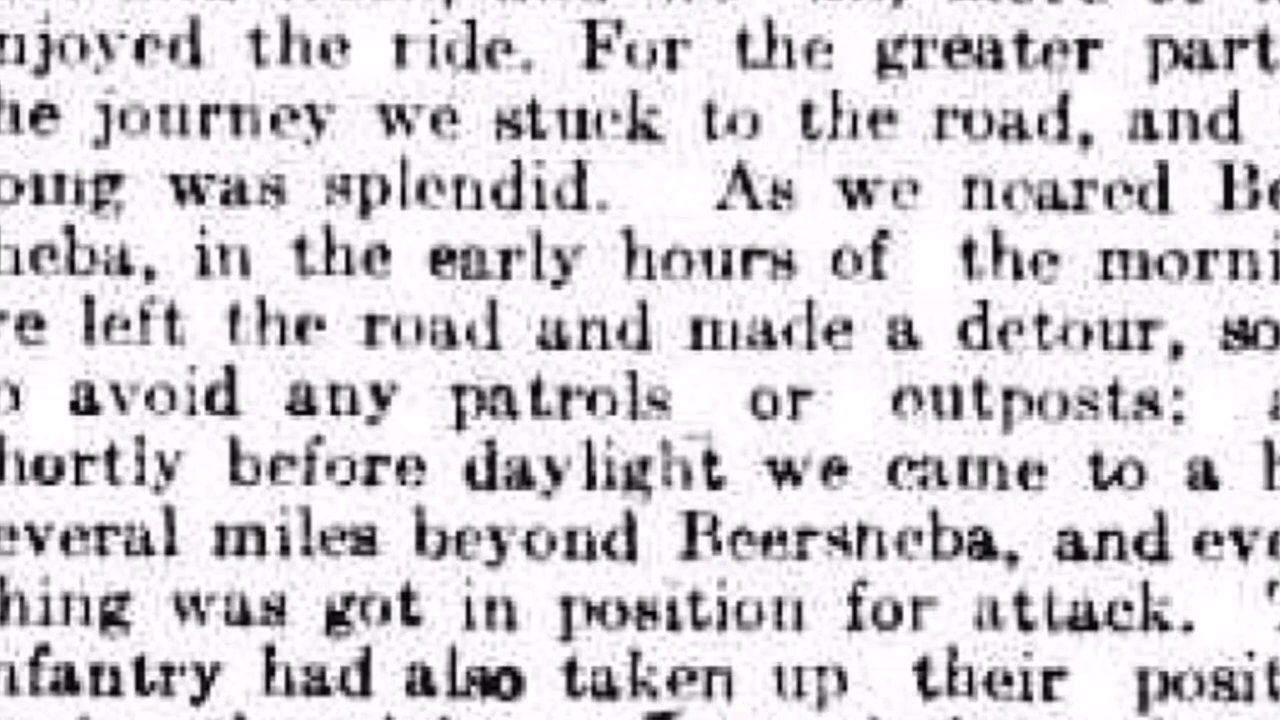 njoyed the ride. For the greater part
he journey we stuck to the road, and
oing was splendid. As we neared Be
heba, in the early hours of the morni
re left the road and made a detour, so
o avoid any patrols or outposts; a
hortly before daylight we came to a h
everal miles beyond Beersheba, and eve
hing was got in position for attack. T
nfantry had also taken up their posit